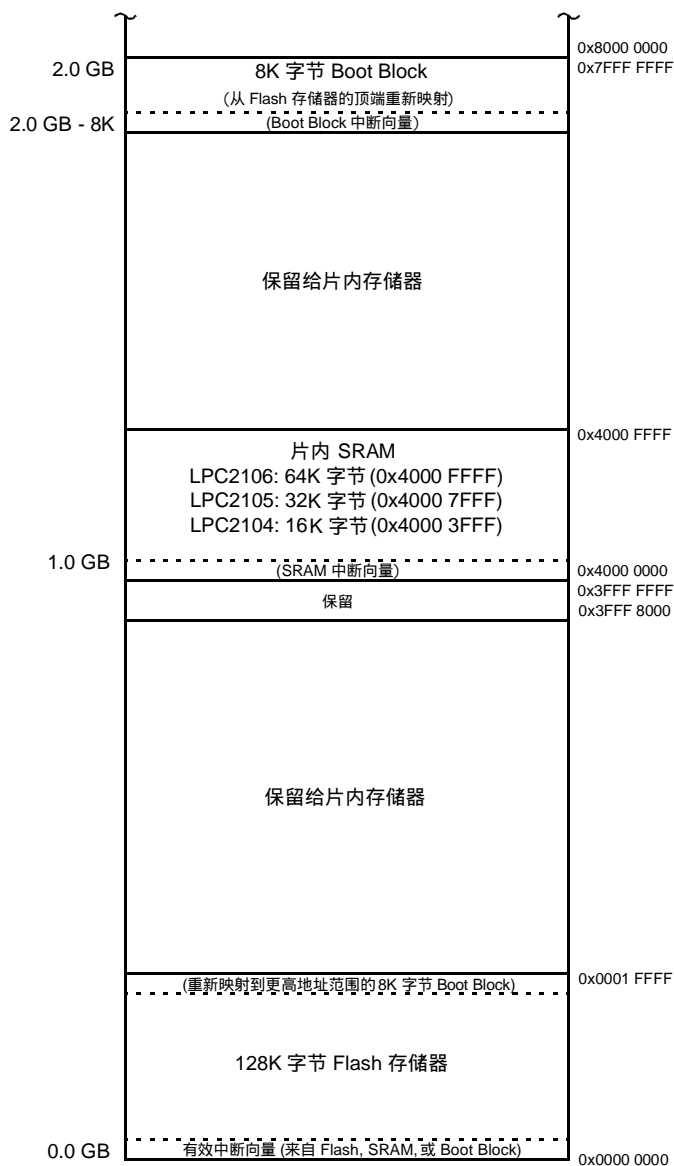 0x8000 0000
2.0 GB
8K 字节 Boot Block
0x7FFF FFFF
(从 Flash 存储器的顶端重新映射)
2.0 GB - 8K
(Boot Block 中断向量)
保留给片内存储器
0x4000 FFFF
片内 SRAM
LPC2106: 64K 字节 (0x4000 FFFF)
LPC2105: 32K 字节 (0x4000 7FFF)
LPC2104: 16K 字节 (0x4000 3FFF)
1.0 GB
(SRAM 中断向量)
0x4000 0000
0x3FFF FFFF
保留
0x3FFF 8000
保留给片内存储器
(重新映射到更高地址范围的 8K 字节 Boot Block)
0x0001 FFFF
128K 字节 Flash 存储器
0.0 GB
有效中断向量 (来自 Flash, SRAM, 或 Boot Block)
0x0000 0000